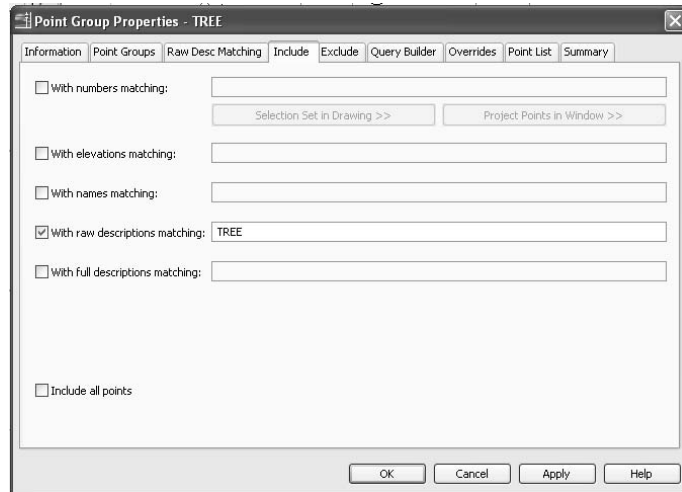 Point Group Properties - TREE
Information Point Groups Raw Desc Matching Include Exclude Query Builder Overrides Point List Summary
With numbers matching:
Selection Set in Drawing >> Project Points in Window >>
With elevations matching:
With names matching:
With raw descriptions matching: TREE
With full descriptions matching:
Include all points
OK Cancel Apply Help